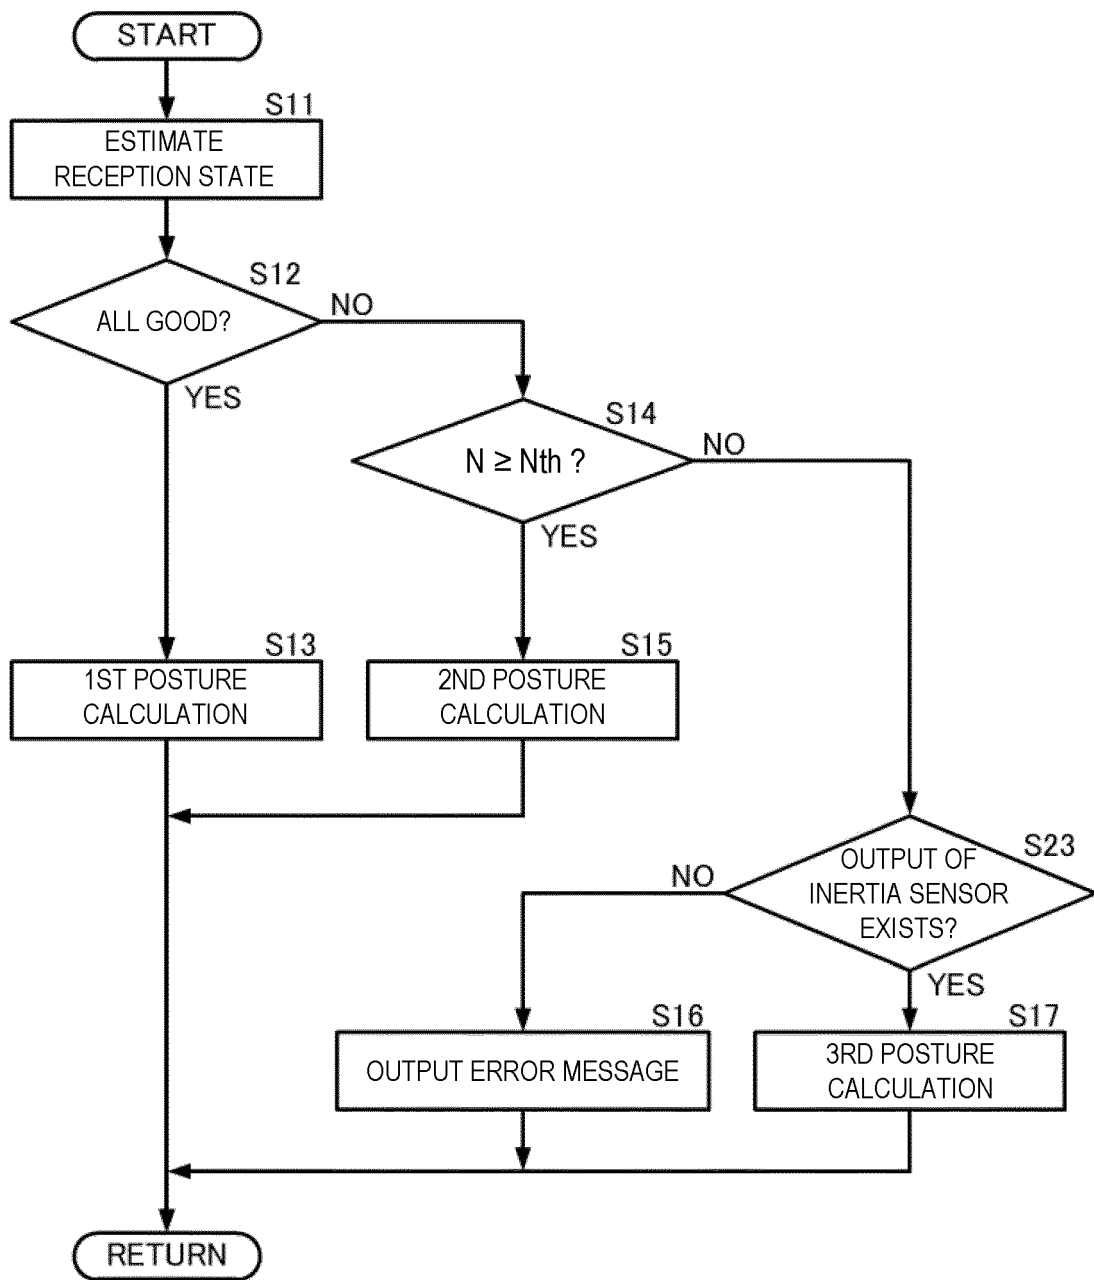 START
S11
ESTIMATE
RECEPTION STATE
S12
ALL GOOD?
NO
YES
S14
N ≥ Nth ?
NO
YES
S13
1ST POSTURE
CALCULATION
S15
2ND POSTURE
CALCULATION
S23
OUTPUT OF
INERTIA SENSOR
EXISTS?
NO
YES
S16
OUTPUT ERROR MESSAGE
S17
3RD POSTURE
CALCULATION
RETURN